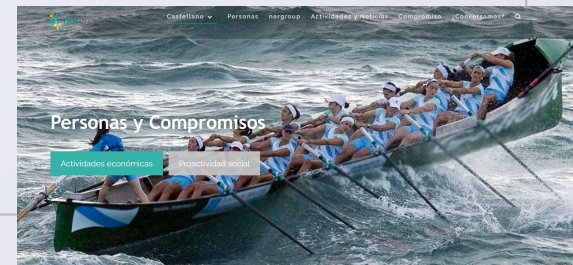 Castellano
Personas
nergroup
Actividades y Noticias
Compromiso
¿Conversamos?
Personas y Compromisos
Actividades económicas
Proactividad social